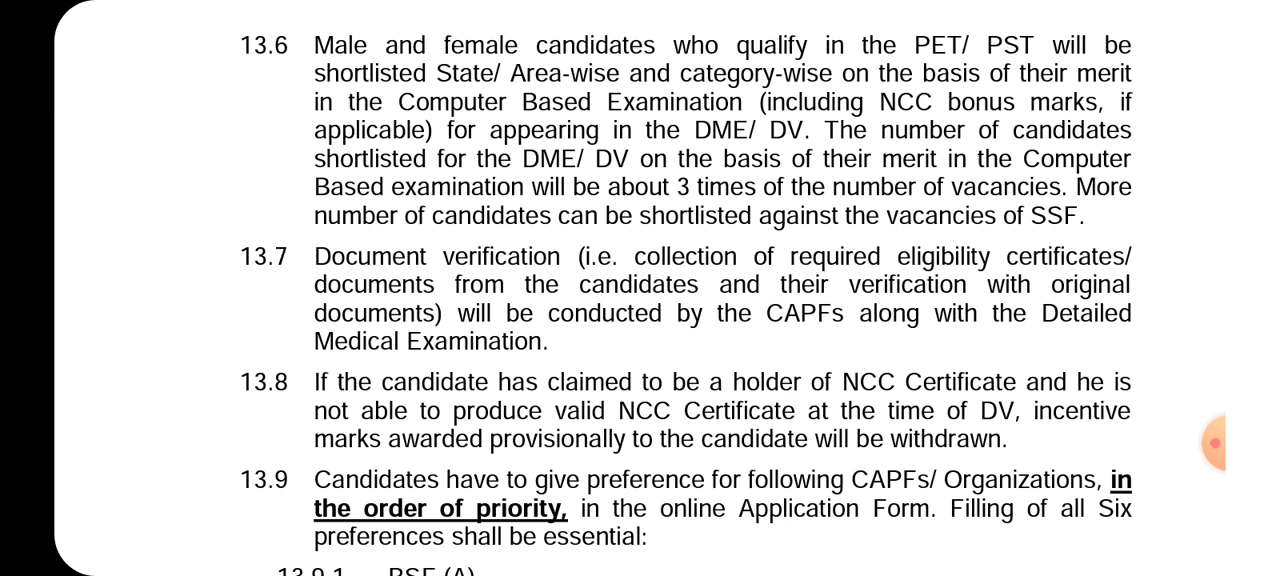 13.6 Male and female candidates who qualify in the PET/ PST will be
shortlisted State/ Area-wise and category-wise on the basis of their merit
in the Computer Based Examination (including NCC bonus marks, if
applicable) for appearing in the DME/ DV. The number of candidates
shortlisted for the DME/ DV on the basis of their merit in the Computer
Based examination will be about 3 times of the number of vacancies. More
number of candidates can be shortlisted against the vacancies of SSF.
13.7 Document verification (i.e. collection of required eligibility certificates/
documents from the candidates and their verification with original
documents) will be conducted by the CAPFs along with the Detailed
Medical Examination.
13.8 If the candidate has claimed to be a holder of NCC Certificate and he is
not able to produce valid NCC Certificate at the time of DV, incentive
marks awarded provisionally to the candidate will be withdrawn.
13.9 Candidates have to give preference for following CAPFs/ Organizations, in
the order of priority, in the online Application Form. Filling of all Six
preferences shall be essential:
13.9.1 BSF (A)